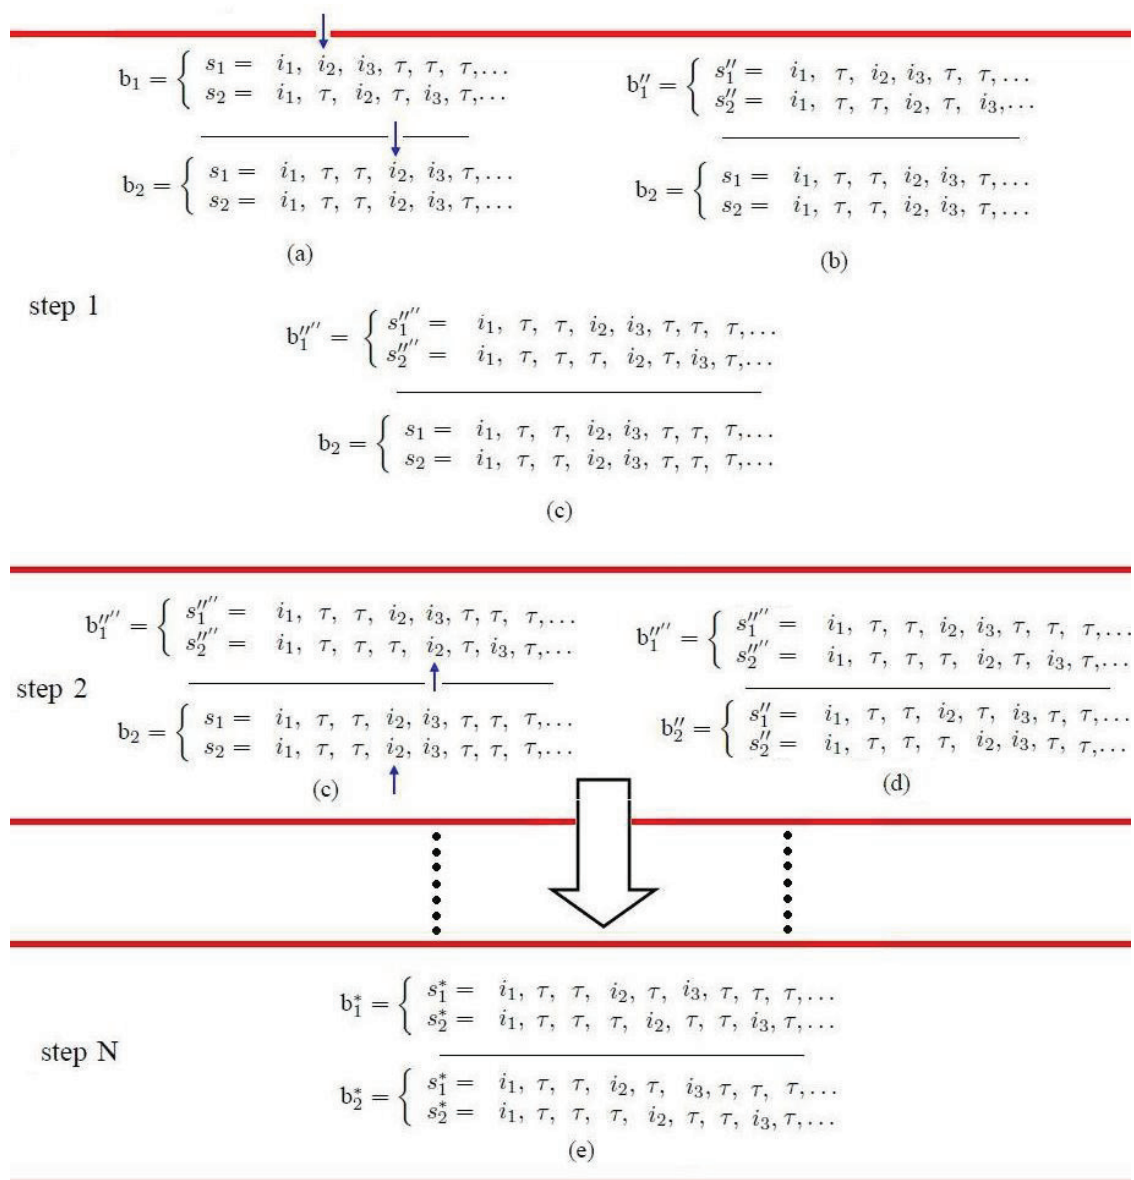 b₁ = { s₁ = i₁, i₂, i₃, τ, τ, τ,...
s₂ = i₁, τ, i₂, τ, i₃, τ,...
b₂ = { s₁ = i₁, τ, τ, i₂, i₃, τ,...
s₂ = i₁, τ, τ, i₂, i₃, τ,...
(a)
b₁′′ = { s₁′′ = i₁, τ, i₂, i₃, τ, τ, ...
s₂′′ = i₁, τ, τ, i₂, τ, i₃,...
b₂ = { s₁ = i₁, τ, τ, i₂, i₃, τ,...
s₂ = i₁, τ, τ, i₂, i₃, τ,...
(b)
step 1
b₁′′′′ = { s₁′′′′ = i₁, τ, τ, i₂, i₃, τ, τ, τ,...
s₂′′′′ = i₁, τ, τ, τ, i₂, τ, i₃, τ,...
b₂ = { s₁ = i₁, τ, τ, i₂, i₃, τ, τ, τ,...
s₂ = i₁, τ, τ, i₂, i₃, τ, τ, τ,...
(c)
step 2
b₁′′′′ = { s₁′′′′ = i₁, τ, τ, i₂, i₃, τ, τ, τ,...
s₂′′′′ = i₁, τ, τ, τ, i₂, τ, i₃, τ,...
b₂ = { s₁ = i₁, τ, τ, i₂, i₃, τ, τ, τ,...
s₂ = i₁, τ, τ, i₂, i₃, τ, τ, τ,...
(c)
b₁′′′′ = { s₁′′′′ = i₁, τ, τ, i₂, i₃, τ, τ, τ,...
s₂′′′′ = i₁, τ, τ, τ, i₂, τ, i₃, τ,...
b₂′′ = { s₁′′ = i₁, τ, τ, i₂, τ, i₃, τ, τ,...
s₂′′ = i₁, τ, τ, τ, i₂, i₃, τ, τ,...
(d)
step N
b₁* = { s₁* = i₁, τ, τ, i₂, τ, i₃, τ, τ, τ,...
s₂* = i₁, τ, τ, τ, i₂, τ, τ, i₃, τ,...
b₂* = { s₁* = i₁, τ, τ, i₂, τ, i₃, τ, τ, τ,...
s₂* = i₁, τ, τ, τ, i₂, τ, τ, i₃, τ,...
(e)